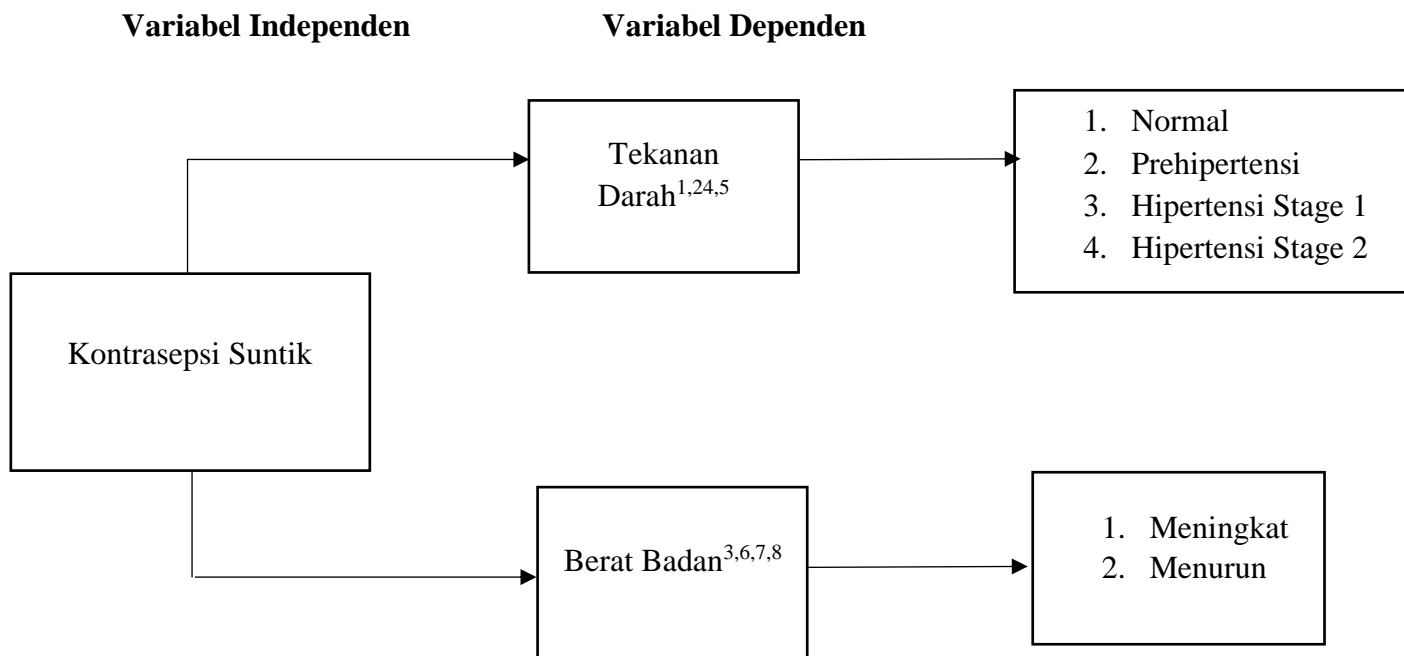 Variabel Independen
Variabel Dependen
Tekanan
Darah1,24,5
1. Normal
2. Prehipertensi
3. Hipertensi Stage 1
4. Hipertensi Stage 2
Kontrasepsi Suntik
Berat Badan3,6,7,8
1. Meningkat
2. Menurun